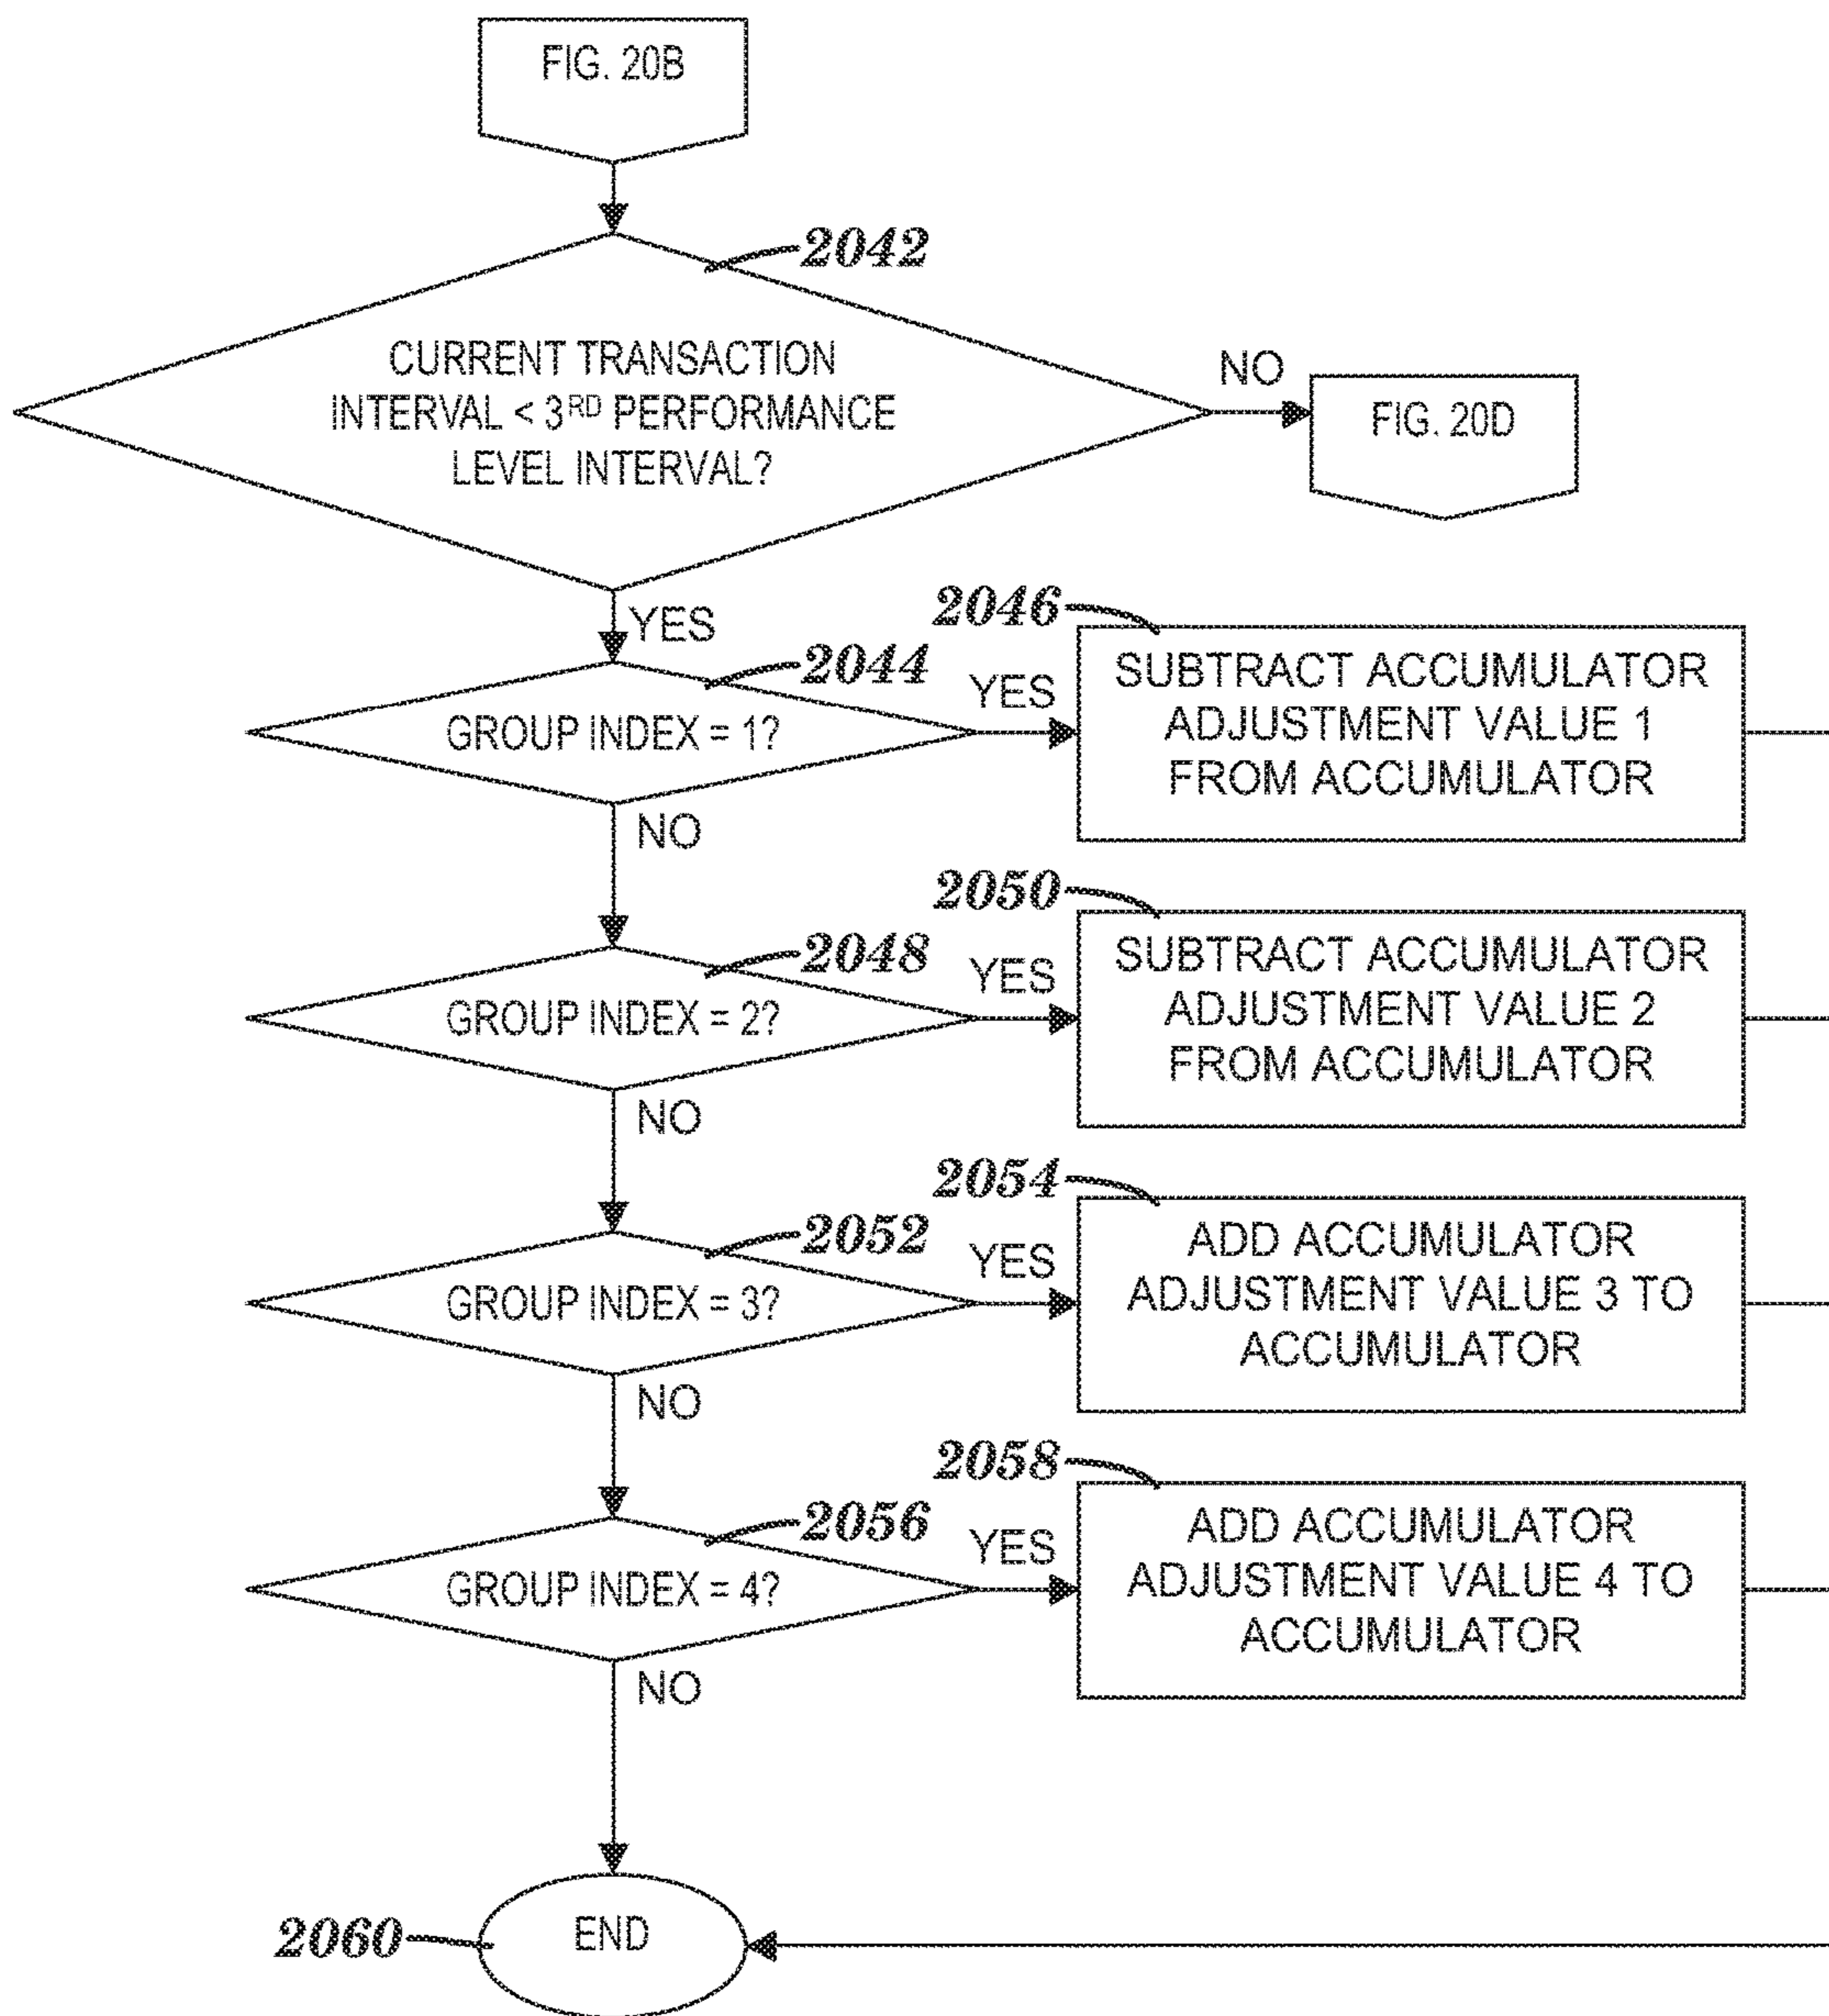 FIG. 20B
2042
CURRENT TRANSACTION
INTERVAL < 3RD PERFORMANCE
LEVEL INTERVAL?
NO
FIG. 20D
YES
2044
GROUP INDEX = 1?
YES
2046
SUBTRACT ACCUMULATOR
ADJUSTMENT VALUE 1
FROM ACCUMULATOR
NO
2048
GROUP INDEX = 2?
YES
2050
SUBTRACT ACCUMULATOR
ADJUSTMENT VALUE 2
FROM ACCUMULATOR
NO
2052
GROUP INDEX = 3?
YES
2054
ADD ACCUMULATOR
ADJUSTMENT VALUE 3 TO
ACCUMULATOR
NO
2056
GROUP INDEX = 4?
YES
2058
ADD ACCUMULATOR
ADJUSTMENT VALUE 4 TO
ACCUMULATOR
NO
2060
END